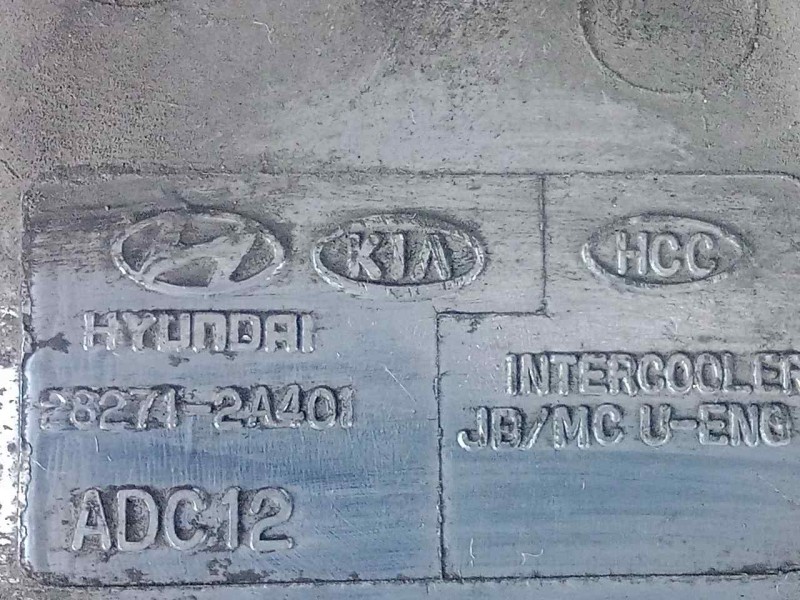 KIA
HCC
HYUNDAI
28271-2A401
ADC12
INTERCOOLER
JB/MC U-ENG